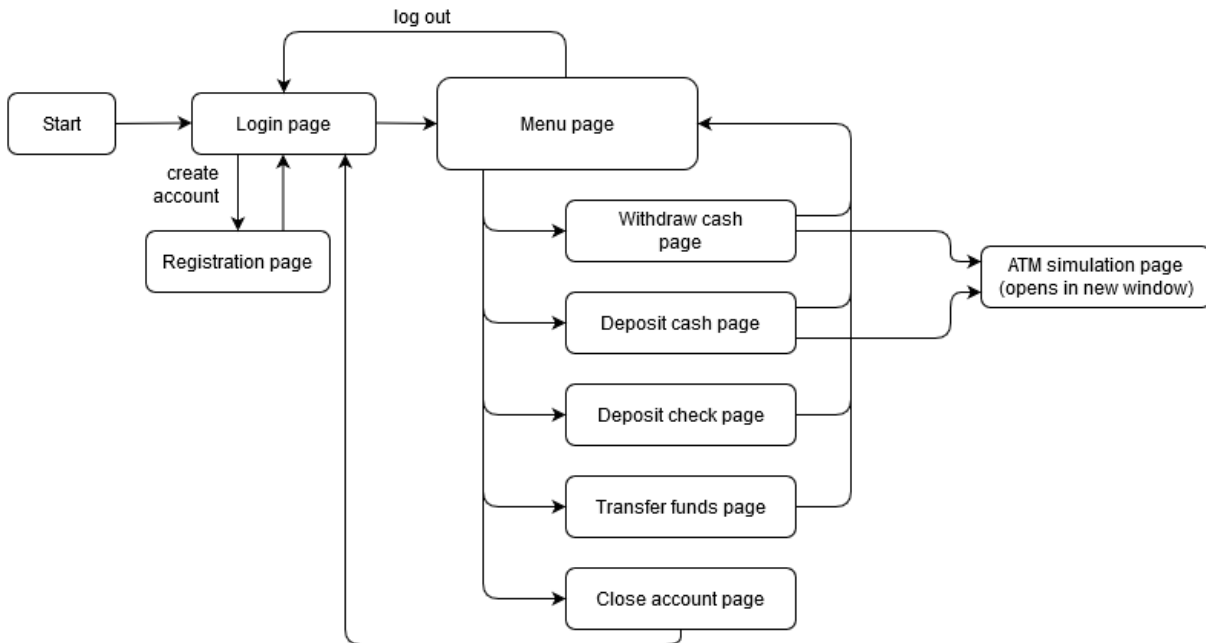 log out
Start
Login page
Menu page
create
account
Registration page
Withdraw cash
page
ATM simulation page
(opens in new window)
Deposit cash page
Deposit check page
Transfer funds page
Close account page